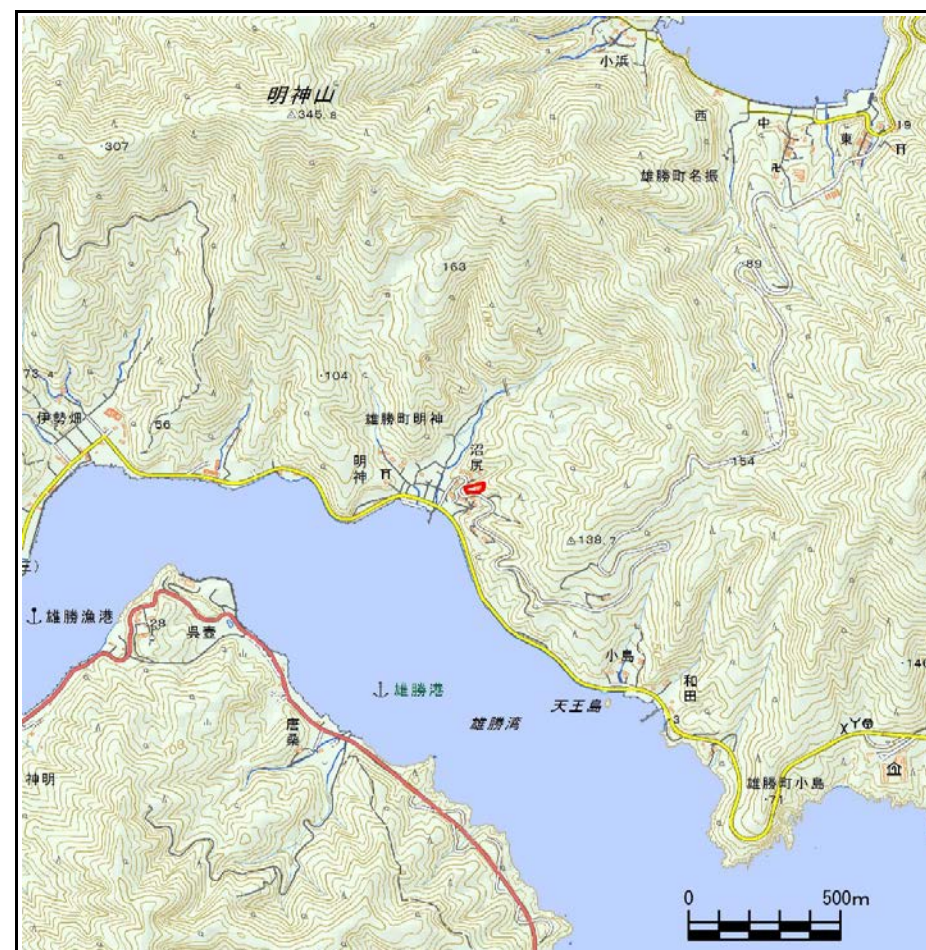 小浜
明神山
345.8
・307
西
中
東
19
雄勝町名振
163
・89
73.4
伊勢畑
56
・104
雄勝町明神
沼尻
明神
154
138.7
雄勝漁港
28
呉壺
雄勝港
小島
和田
・146
天王島
雄勝湾
3
唐桑
神明
雄勝町小島
・71
0
500m